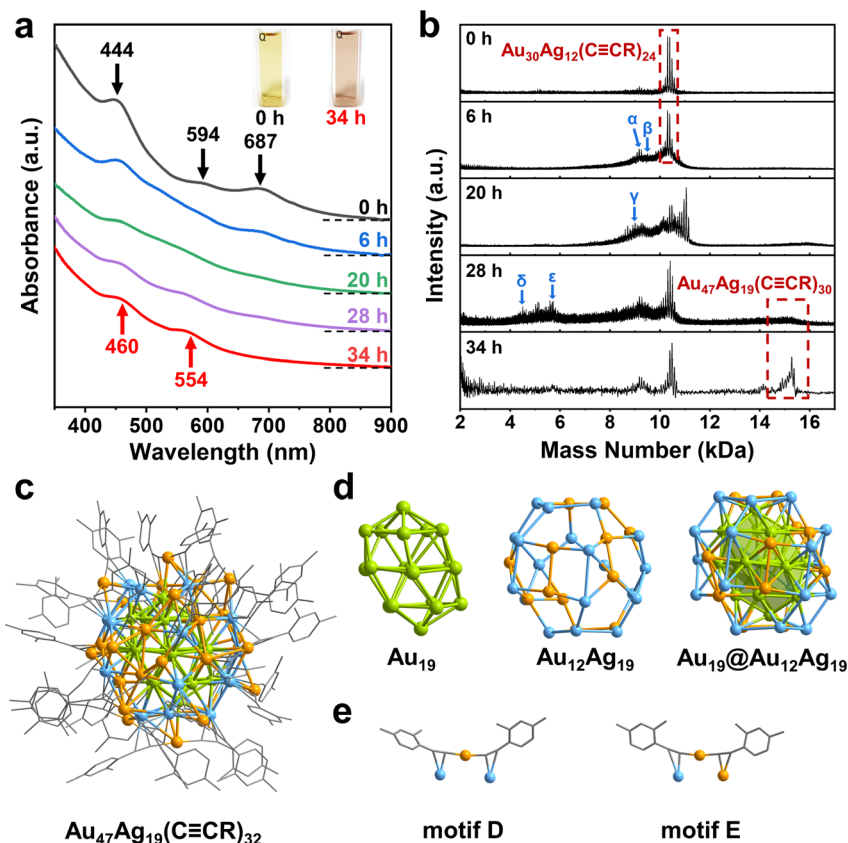 a
444
594
687
0 h
34 h
0 h
6 h
20 h
28 h
34 h
460
554
Absorbance (a.u.)
400 500 600 700 800 900
Wavelength (nm)
b
0 h
Au30Ag12(C≡CR)24
6 h
α
β
20 h
γ
28 h
δ
ε
Au47Ag19(C≡CR)30
34 h
Intensity (a.u.)
2 4 6 8 10 12 14 16
Mass Number (kDa)
c
Au47Ag19(C≡CR)32
d
Au19
Au12Ag19
Au19@Au12Ag19
e
motif D
motif E